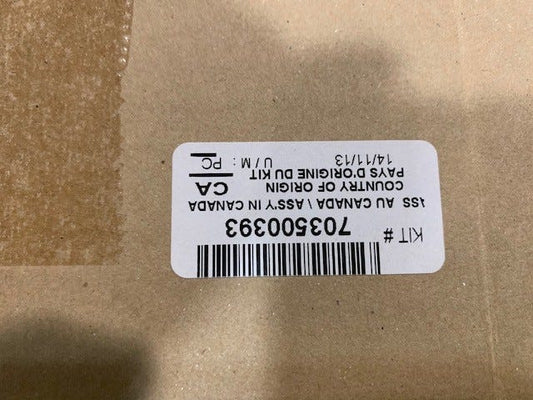 KIT # 703500393
ASS AU CANADA \ ASS'Y IN CANADA
COUNTRY OF ORIGIN CA
PAYS D'ORIGINE DU KIT
14/11/13 U / M : PC